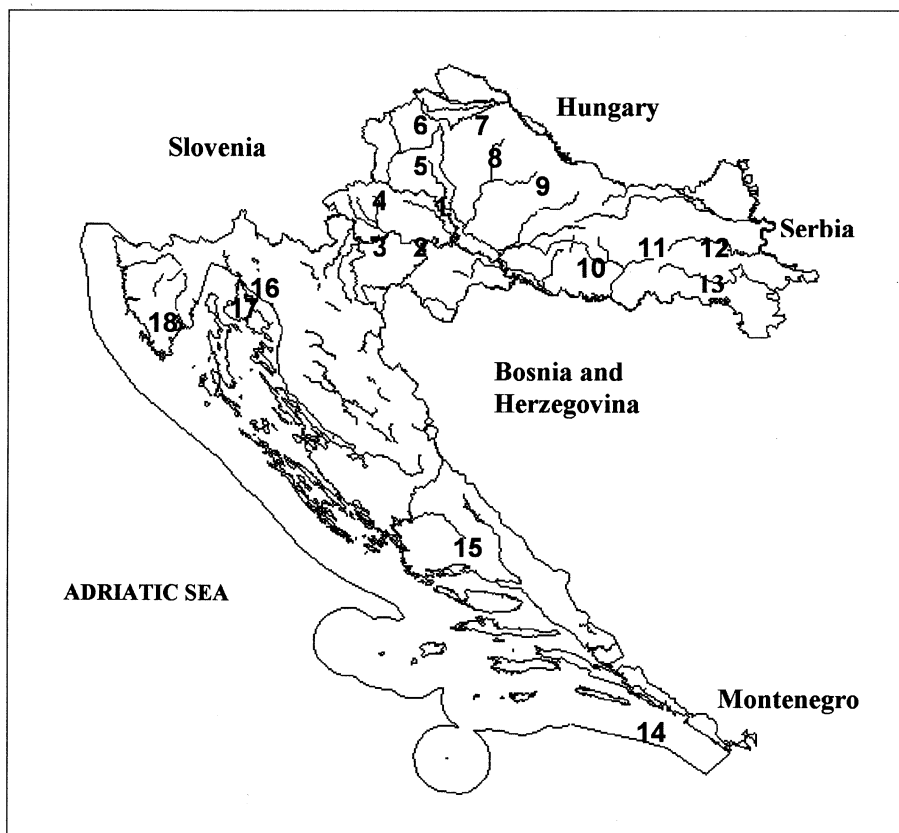 Hungary
6
7
Slovenia
8
5
9
4
1
Serbia
3
2
11
12
10
13
16
17
18
Bosnia and
Herzegovina
15
ADRIATIC SEA
Montenegro
14